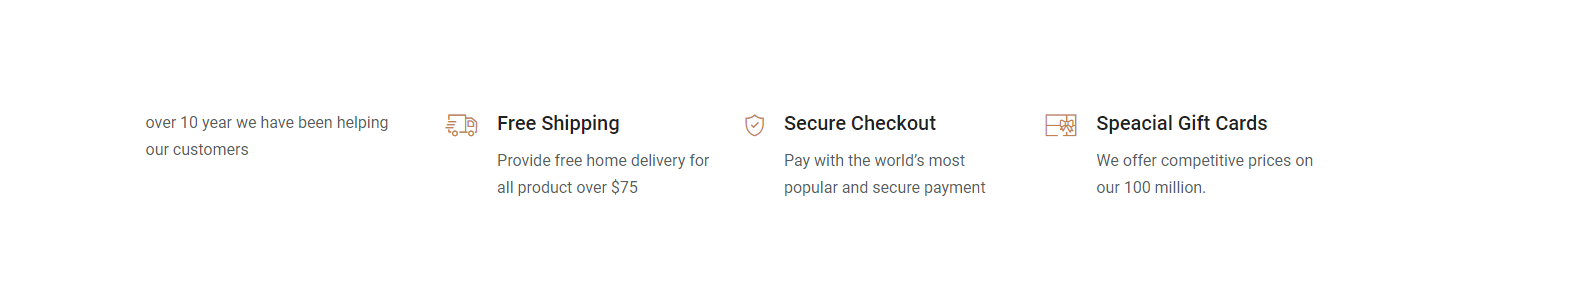 over 10 year we have been helping
our customers
Free Shipping
Provide free home delivery for
all product over $75
Secure Checkout
Pay with the world’s most
popular and secure payment
Speacial Gift Cards
We offer competitive prices on
our 100 million.